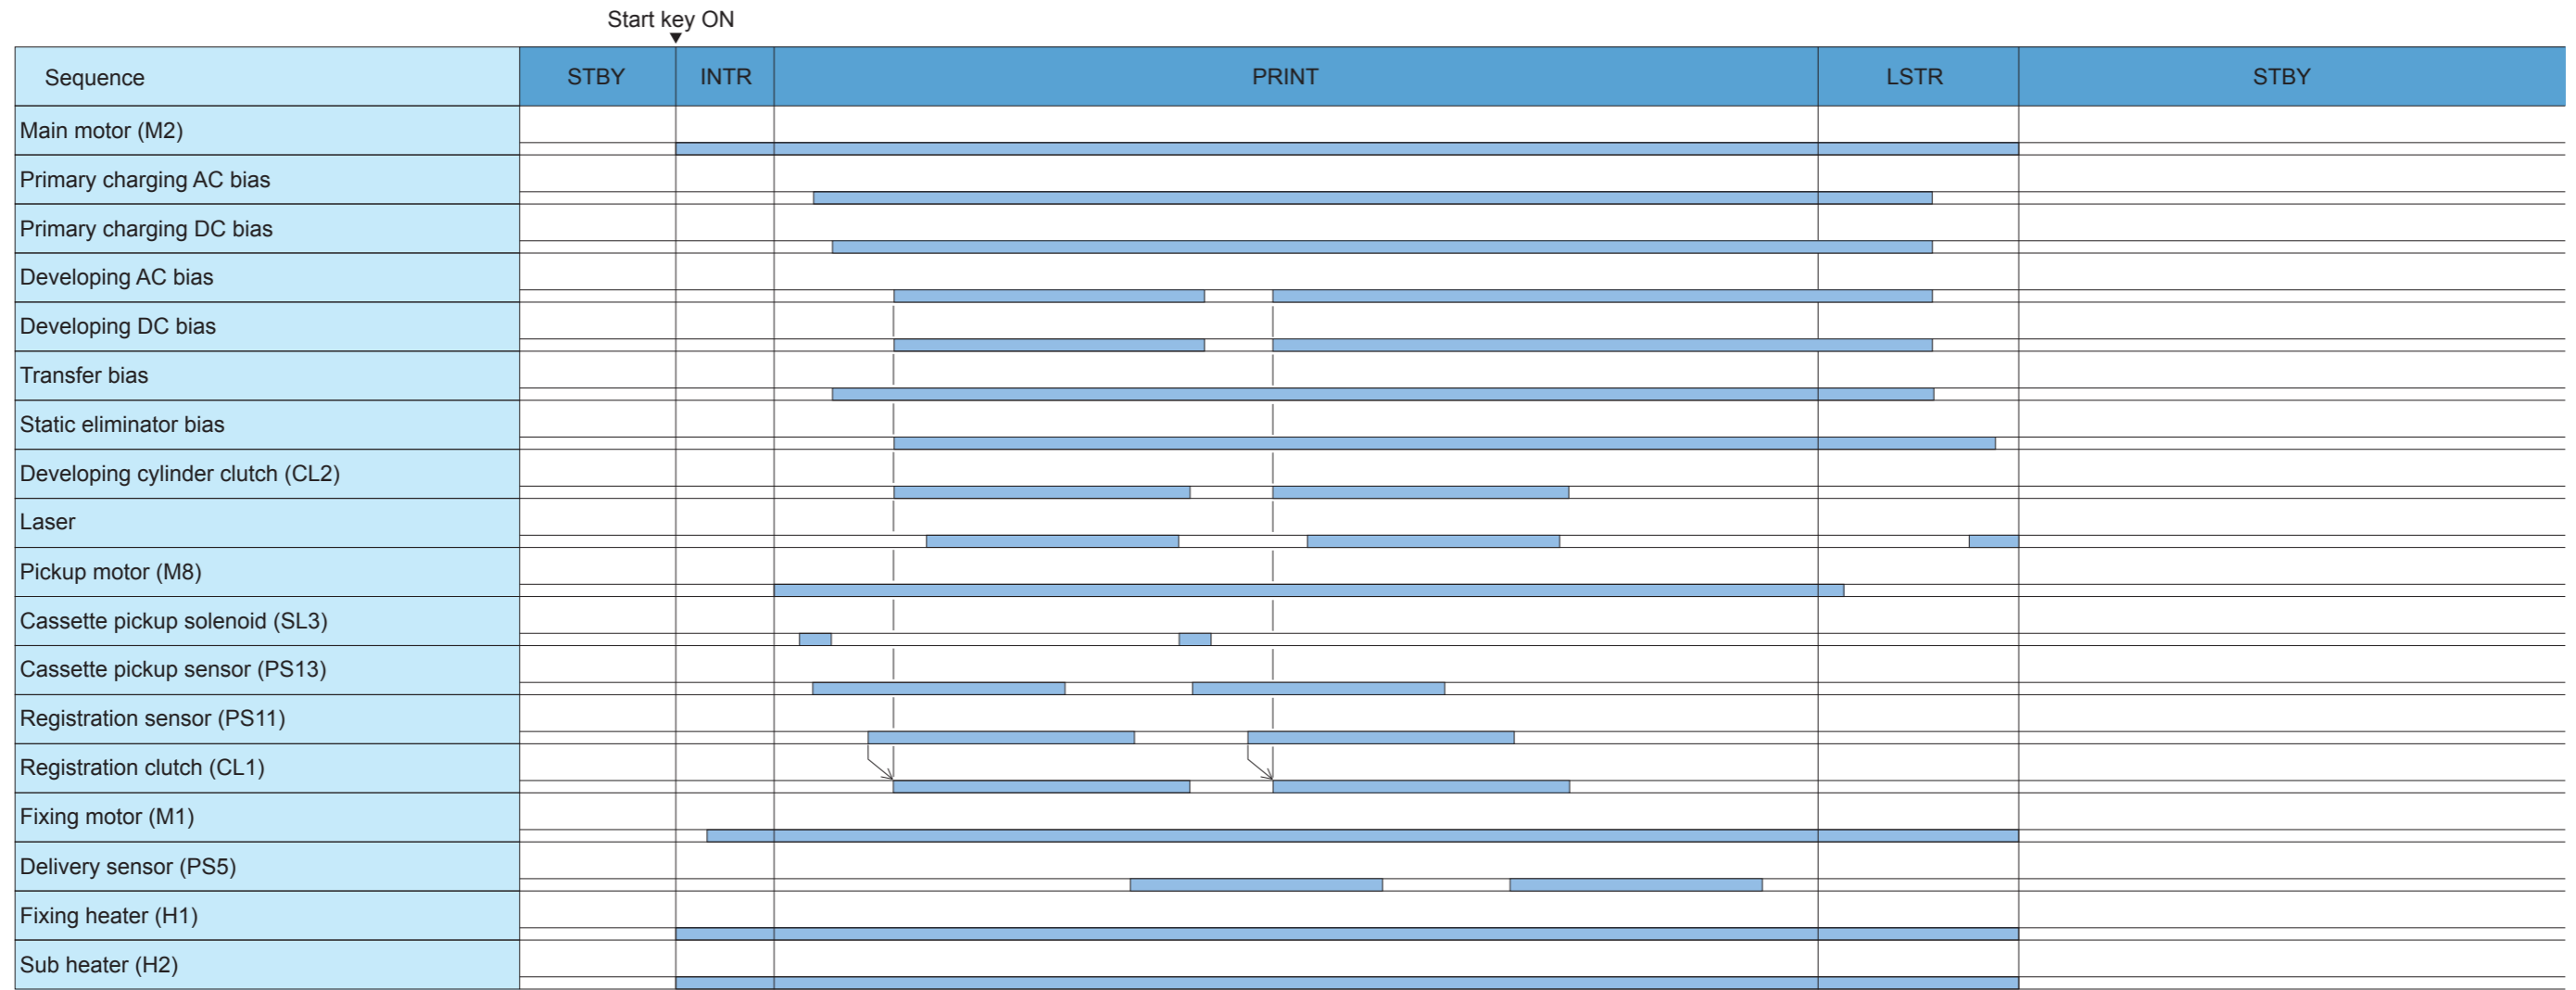 Start key ON
Sequence STBY INTR PRINT LSTR STBY
Main motor (M2)
Primary charging AC bias
Primary charging DC bias
Developing AC bias
Developing DC bias
Transfer bias
Static eliminator bias
Developing cylinder clutch (CL2)
Laser
Pickup motor (M8)
Cassette pickup solenoid (SL3)
Cassette pickup sensor (PS13)
Registration sensor (PS11)
Registration clutch (CL1)
Fixing motor (M1)
Delivery sensor (PS5)
Fixing heater (H1)
Sub heater (H2)